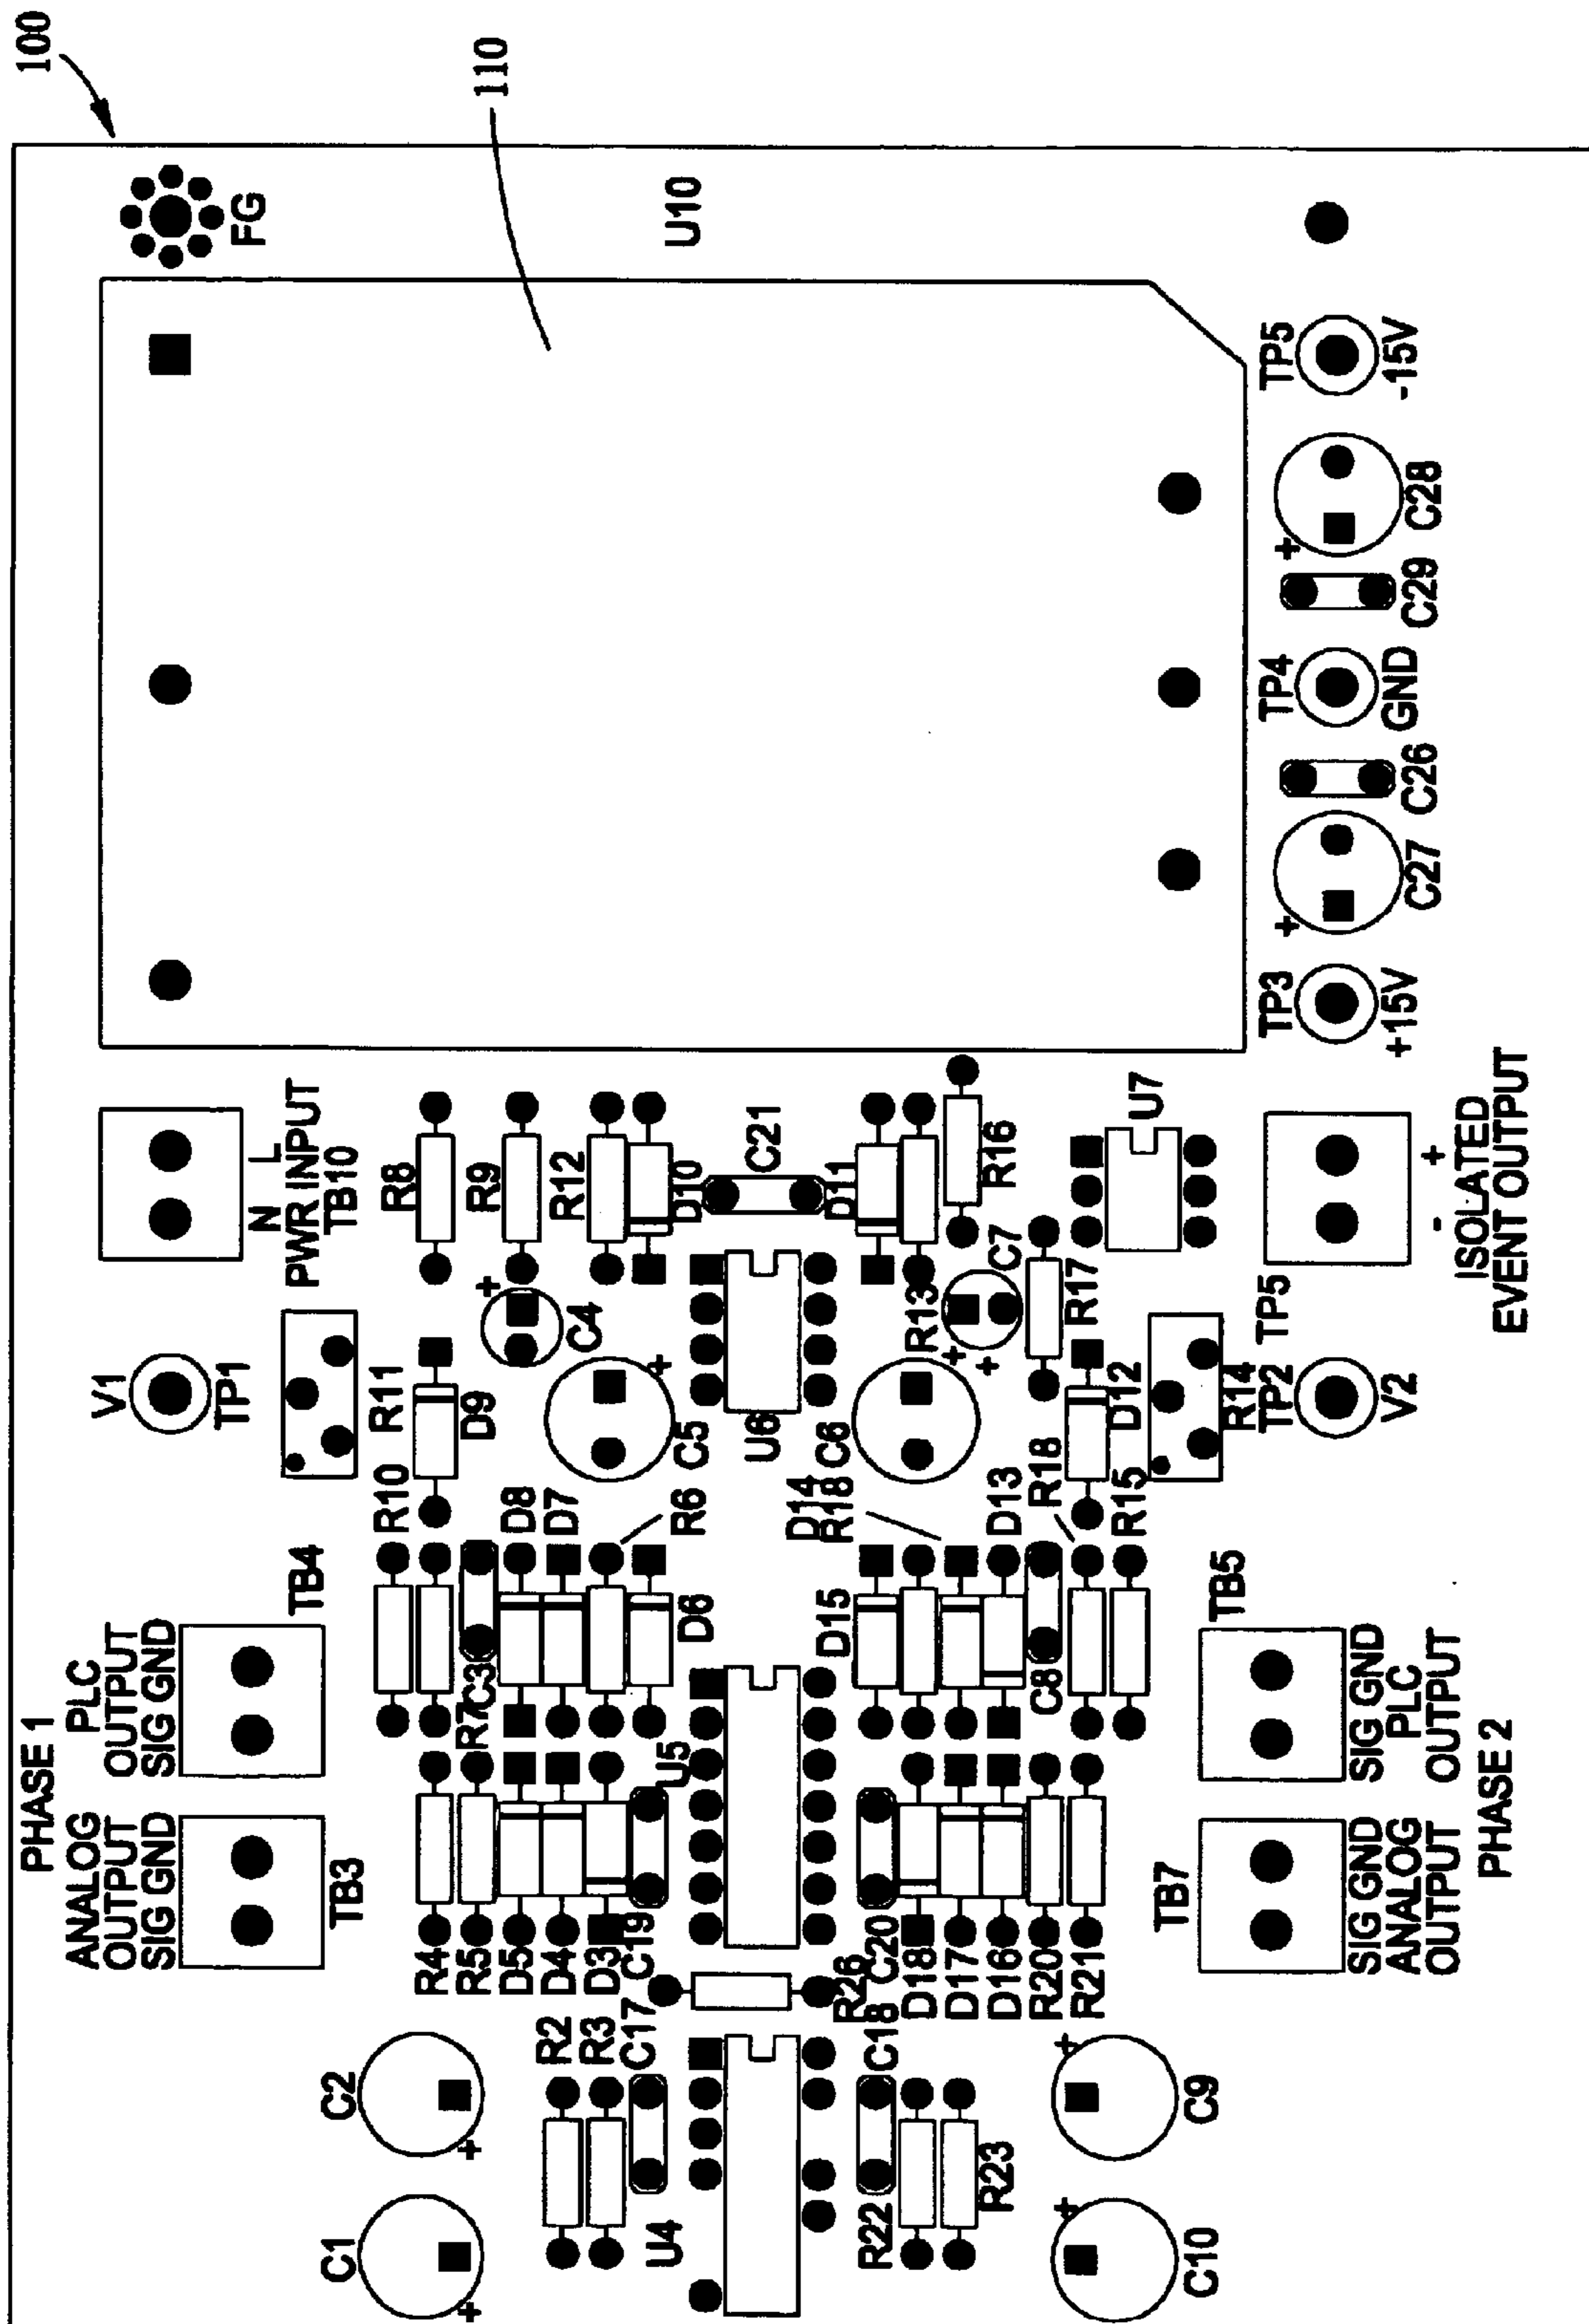 100
110
FG
U10
TP5
-15V
C28
+
C29
TP4
GND
C26
C27
+
TP3
+15V
N L
PWR INPUT
TB10
R8
R9
R12
D10
C21
D11
R16
U7
- +
ISOLATED
EVENT OUTPUT
V1
TP1
R11
D9
+
C4
C5
+
U6
R13
C7
+
C6
+
R17
D12
R14
TP5
TP2
V2
R10
D8
D7
R6
D14
R18
D13
R18
R15
PHASE 1
PLC
OUTPUT
SIG GND
TB4
R7
C3
D6
D15
C8
TB5
SIG GND
PLC
OUTPUT
ANALOG
OUTPUT
SIG GND
TB3
R4
R5
D5
D4
D3
C19
U5
R26
C20
D18
D17
D16
R20
R21
TB7
SIG GND
ANALOG
OUTPUT
PHASE 2
C2
+
R2
R3
C17
C18
C9
+
C1
+
U4
R22
R23
C10
+